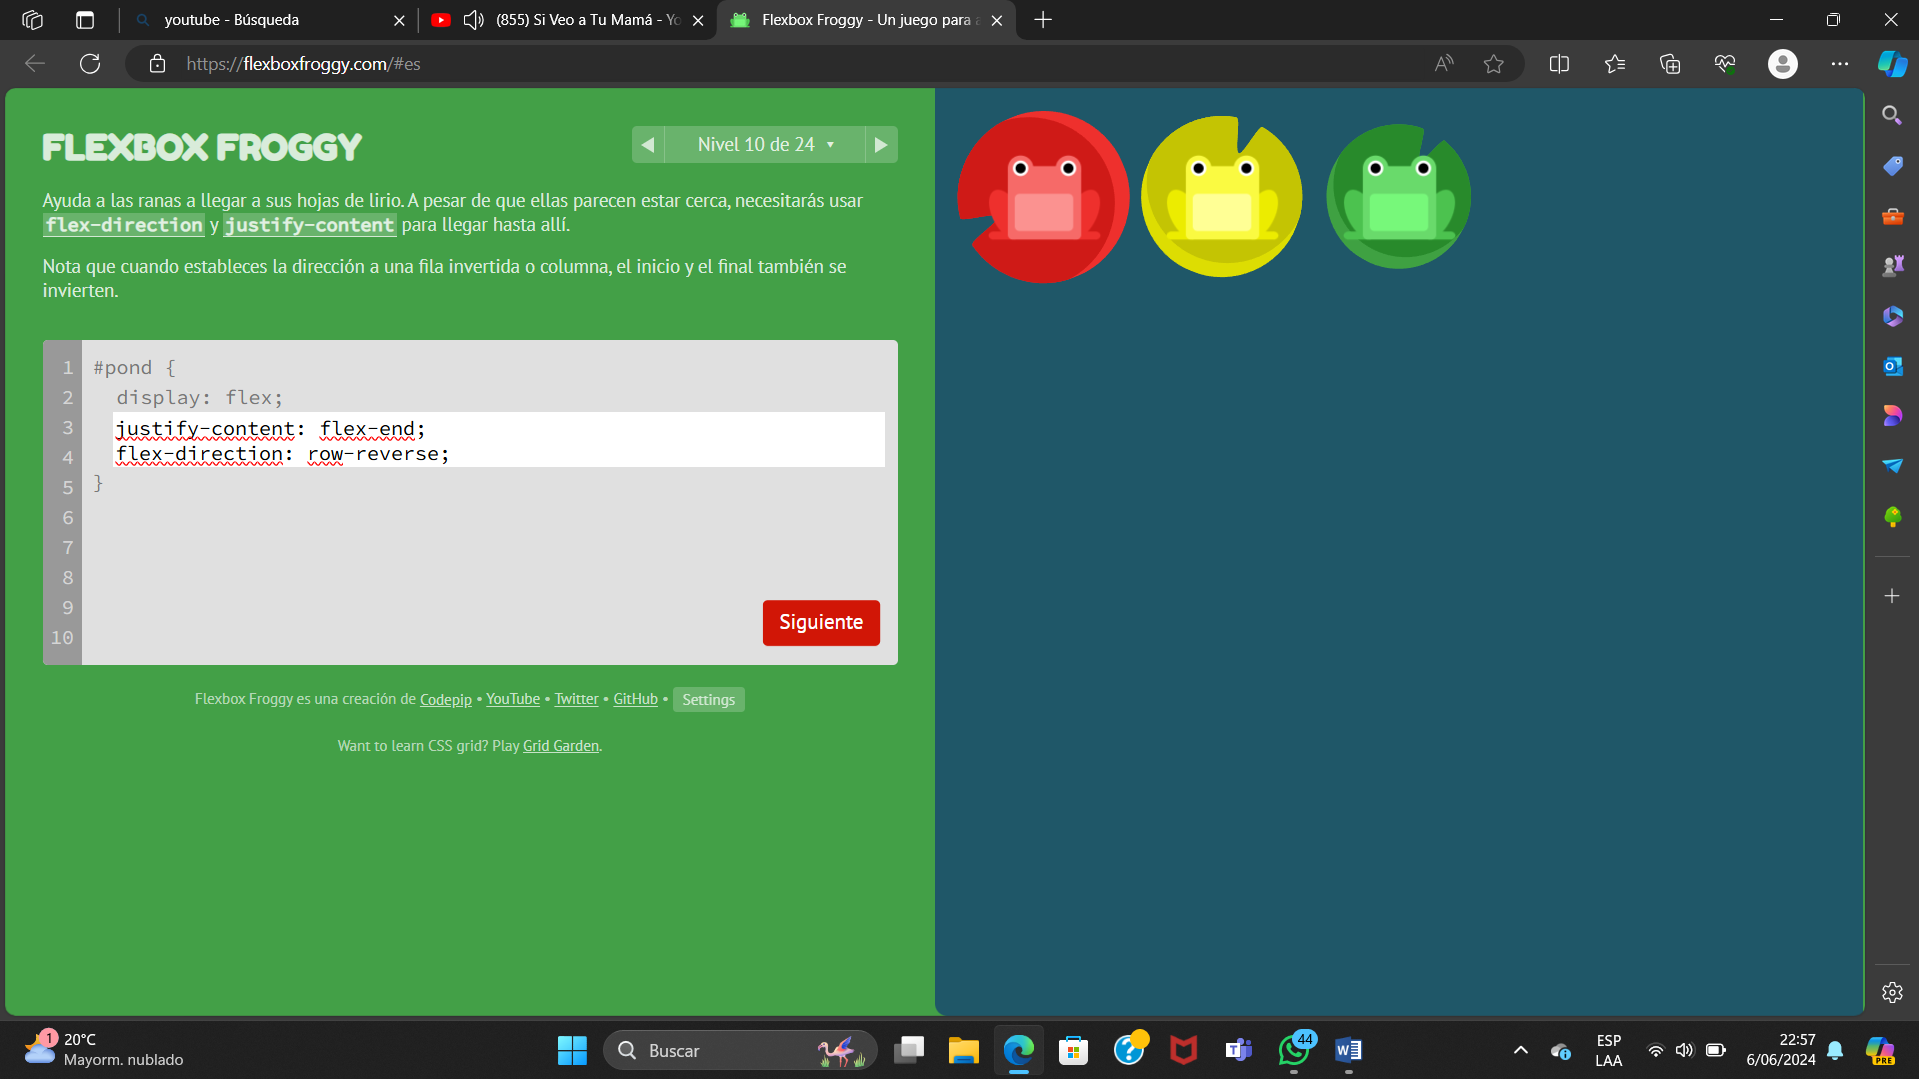 youtube - Búsqueda
(855) Si Veo a Tu Mamá - Yo
Flexbox Froggy - Un juego para a
https://flexboxfroggy.com/#es
FLEXBOX FROGGY
Nivel 10 de 24
Ayuda a las ranas a llegar a sus hojas de lirio. A pesar de que ellas parecen estar cerca, necesitarás usar
flex-direction y justify-content para llegar hasta allí.
Nota que cuando estableces la dirección a una fila invertida o columna, el inicio y el final también se
invierten.
1 #pond {
2 display: flex;
3 justify-content: flex-end;
4 flex-direction: row-reverse;
5 }
6
7
8
9
10
Siguiente
Flexbox Froggy es una creación de Codepip • YouTube • Twitter • GitHub • Settings
Want to learn CSS grid? Play Grid Garden.
1
20°C
Mayorm. nublado
Buscar
44
ESP
LAA
22:57
6/06/2024
PRE